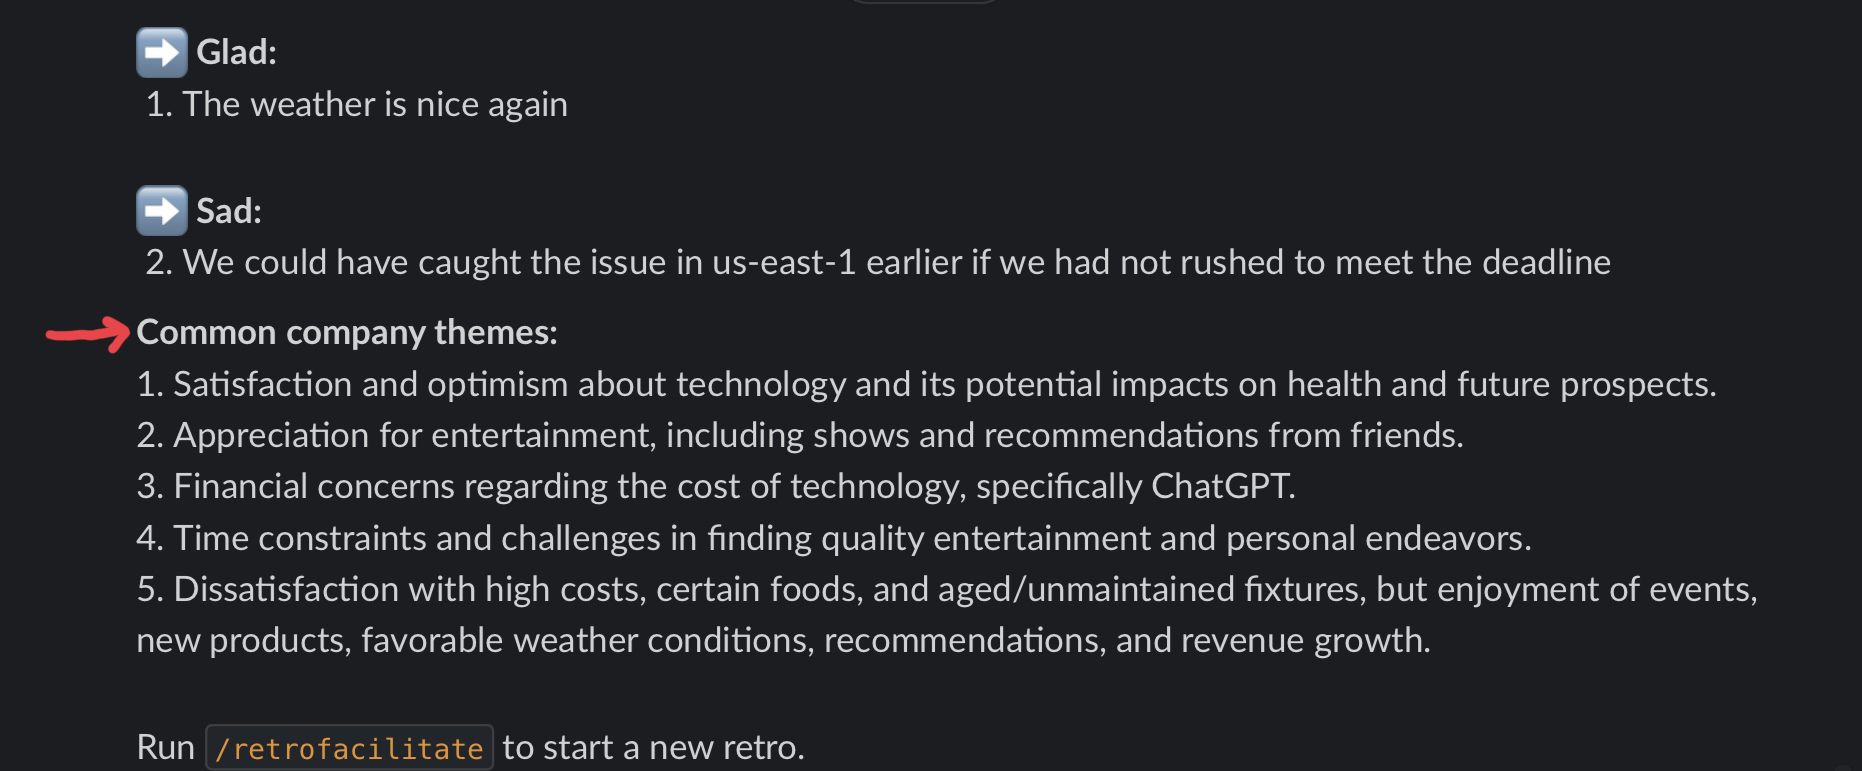 Glad:
1. The weather is nice again
Sad:
2. We could have caught the issue in us-east-1 earlier if we had not rushed to meet the deadline
Common company themes:
1. Satisfaction and optimism about technology and its potential impacts on health and future prospects.
2. Appreciation for entertainment, including shows and recommendations from friends.
3. Financial concerns regarding the cost of technology, specifically ChatGPT.
4. Time constraints and challenges in finding quality entertainment and personal endeavors.
5. Dissatisfaction with high costs, certain foods, and aged/unmaintained fixtures, but enjoyment of events,
new products, favorable weather conditions, recommendations, and revenue growth.
Run /retrofacilitate to start a new retro.